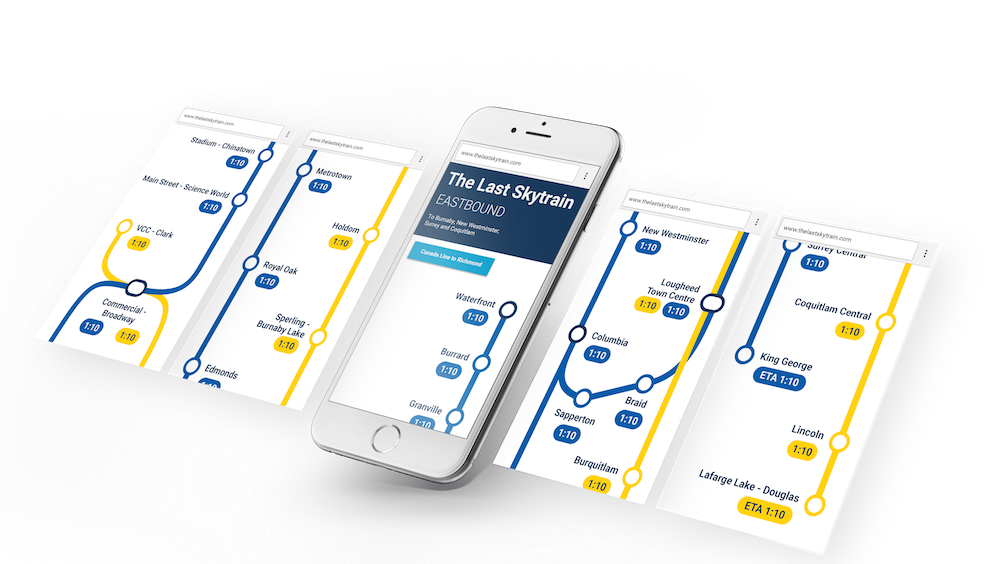 www.thelastskytrain.com
Stadium - Chinatown
1:10
Main Street - Science World
1:10
VCC - Clark
1:10
Commercial -
Broadway
1:10
1:10
www.thelastskytrain.com
Metrotown
1:10
Holdom
1:10
Royal Oak
1:10
Sperling -
Burnaby Lake
1:10
Edmonds
1:10
www.thelastskytrain.com
The Last Skytrain
EASTBOUND
To Burnaby, New Westminster,
Surrey and Coquitlam
Canada Line to Richmond
Waterfront
1:10
Burrard
1:10
Granville
1:10
www.thelastskytrain.com
New Westminster
1:10
Lougheed
Town Centre
1:10
1:10
Columbia
1:10
Braid
1:10
Sapperton
1:10
Burquitlam
1:10
www.thelastskytrain.com
Surrey Central
1:10
Coquitlam Central
1:10
King George
ETA 1:10
Lincoln
1:10
Lafarge Lake - Douglas
ETA 1:10